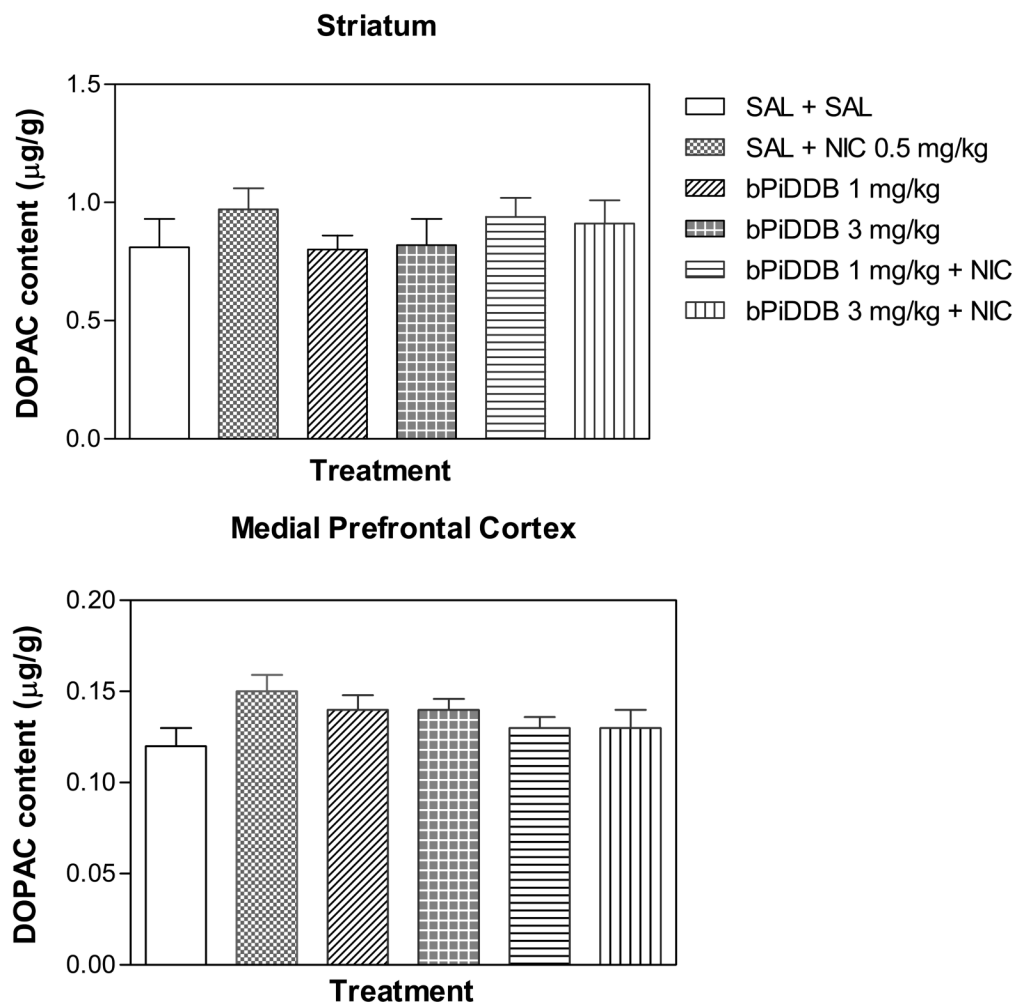 Striatum
DOPAC content (μg/g)
1.5
1.0
0.5
0.0
Treatment
SAL + SAL
SAL + NIC 0.5 mg/kg
bPiDDB 1 mg/kg
bPiDDB 3 mg/kg
bPiDDB 1 mg/kg + NIC
bPiDDB 3 mg/kg + NIC
Medial Prefrontal Cortex
DOPAC content (μg/g)
0.20
0.15
0.10
0.05
0.00
Treatment